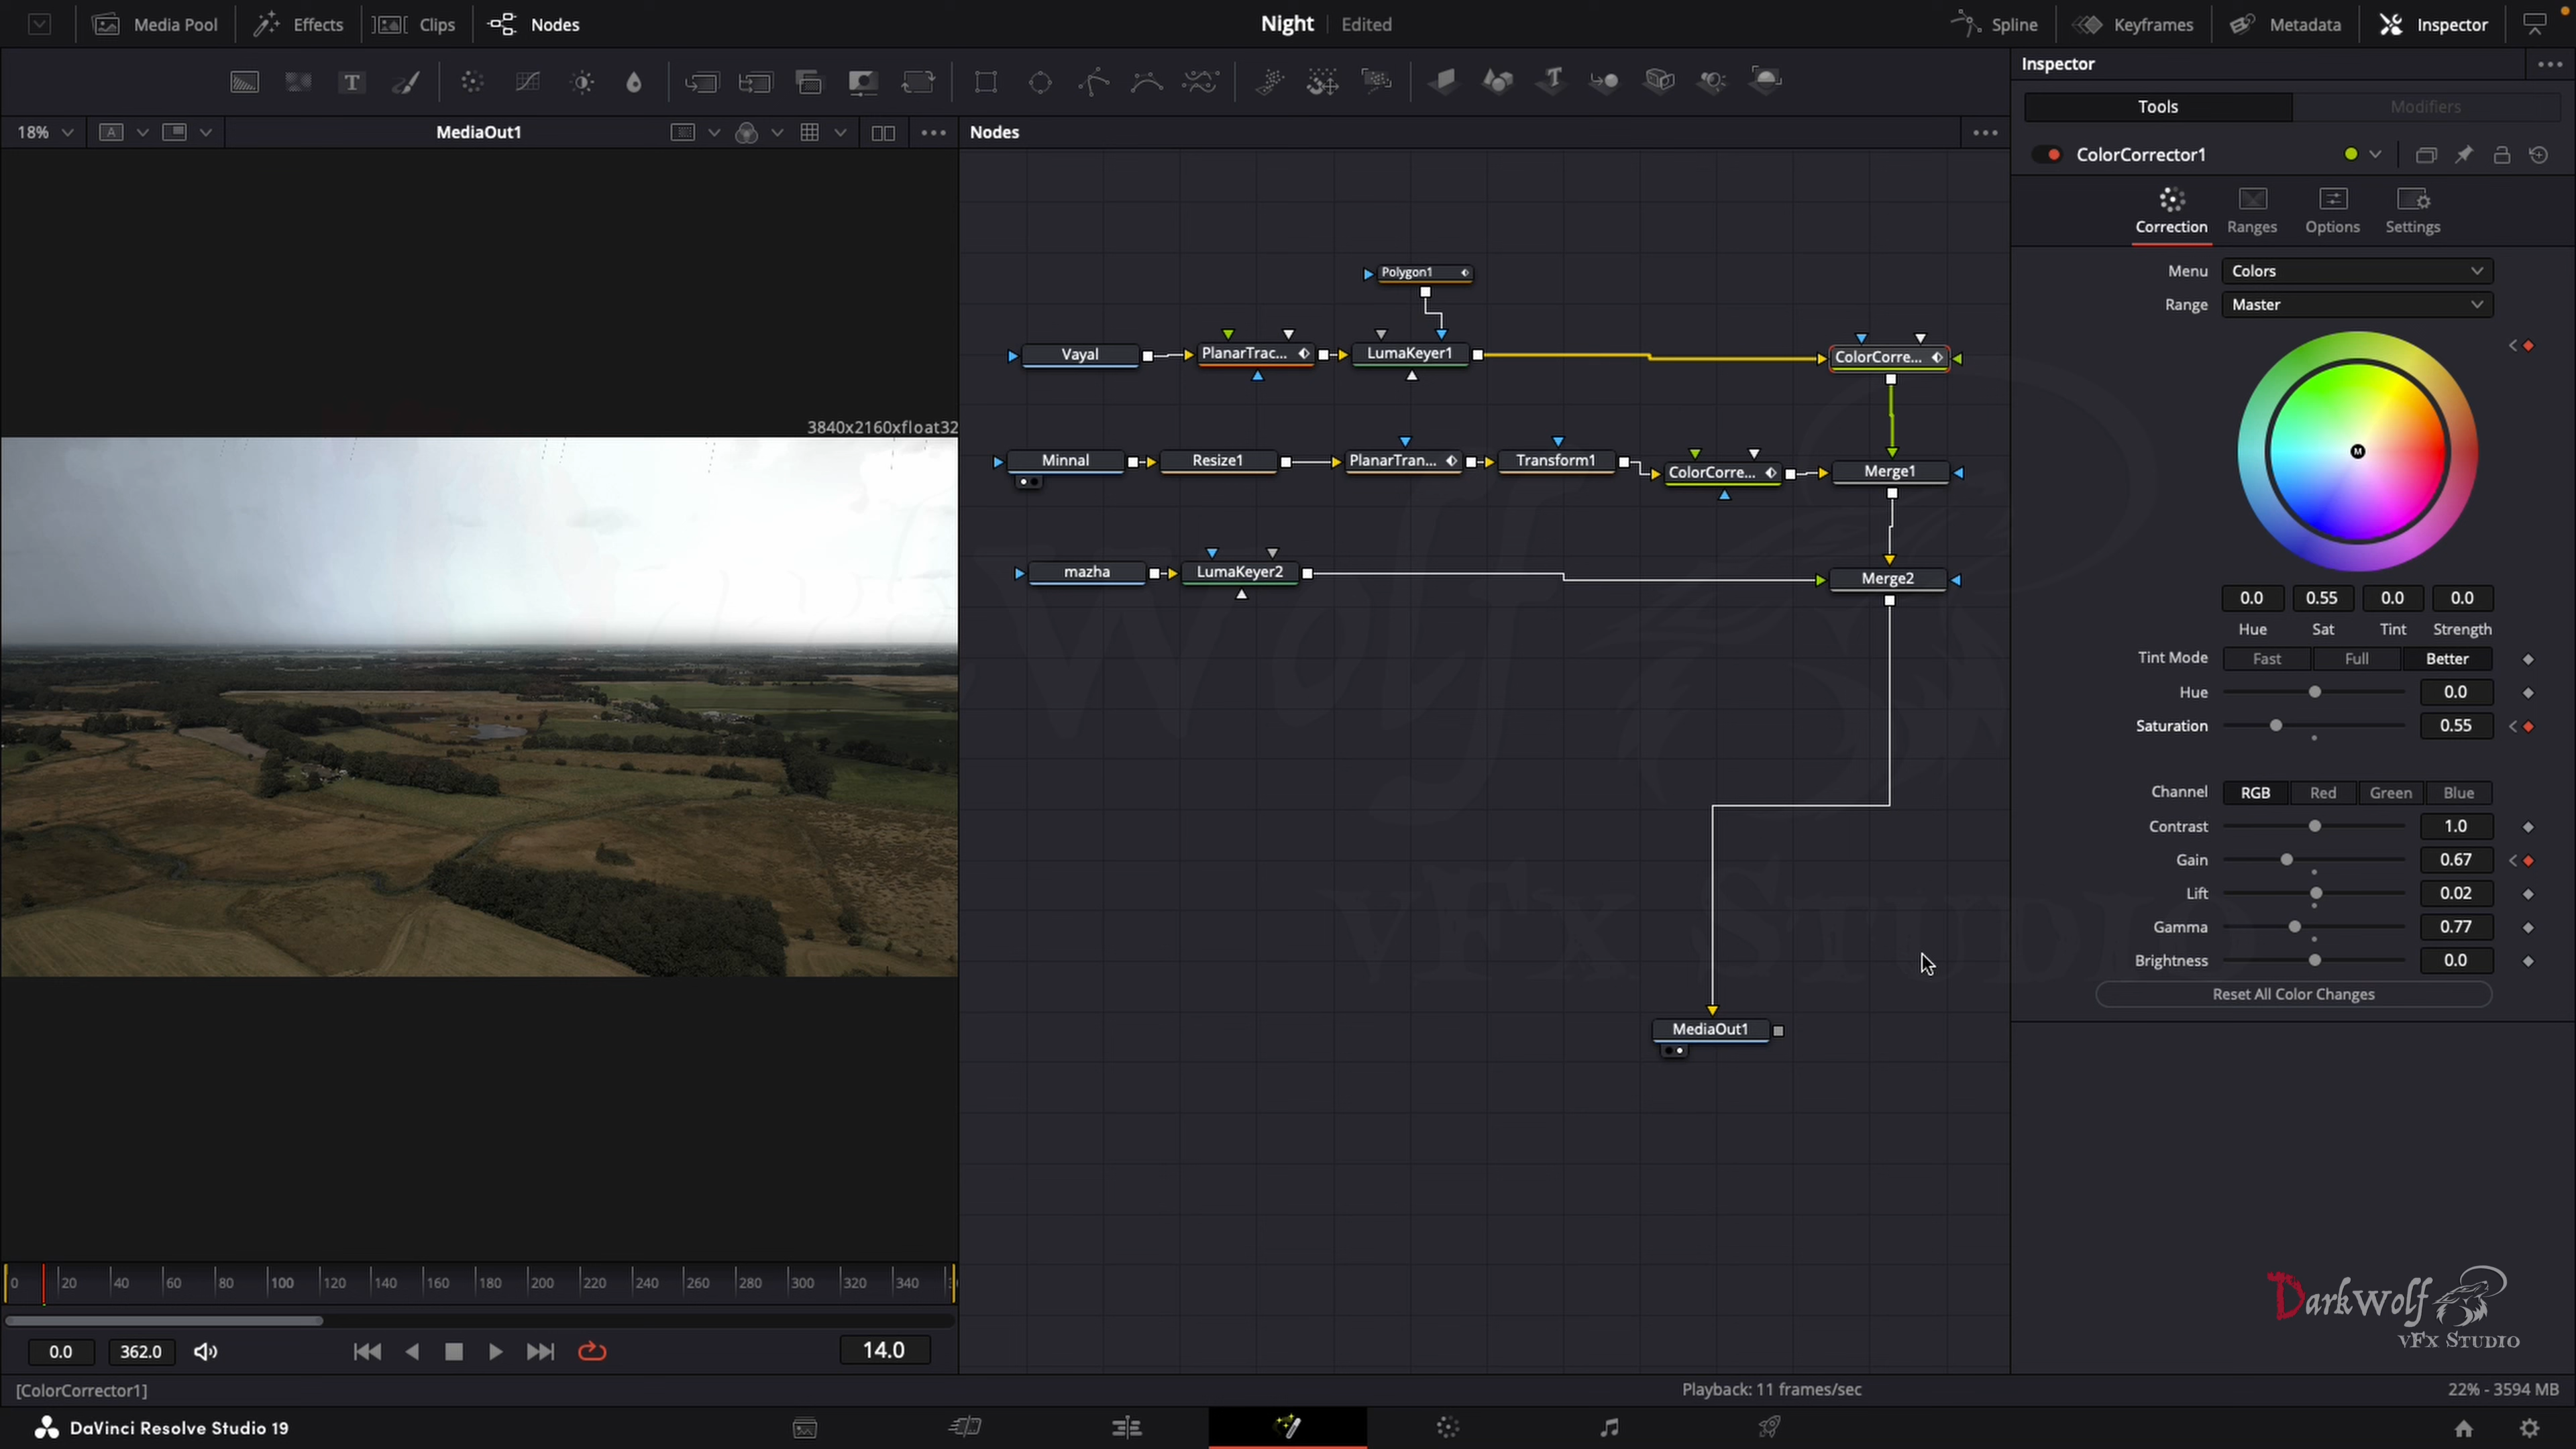 Media Pool
Effects
Clips
Nodes
Night
Edited
Spline
Keyframes
Metadata
Inspector
T
T
Inspector
Tools
Modifiers
18%
A
MediaOut1
Nodes
ColorCorrector1
Correction
Ranges
Options
Settings
Menu
Colors
Range
Master
M
0.0
0.55
0.0
0.0
Hue
Sat
Tint
Strength
Tint Mode
Fast
Full
Better
Hue
0.0
Saturation
0.55
Channel
RGB
Red
Green
Blue
Contrast
1.0
Gain
0.67
Lift
0.02
Gamma
0.77
Brightness
0.0
Reset All Color Changes
3840x2160xfloat32
Polygon1
Vayal
PlanarTrac...
LumaKeyer1
ColorCorre...
Minnal
Resize1
PlanarTran...
Transform1
ColorCorre...
Merge1
mazha
LumaKeyer2
Merge2
MediaOut1
DarkWolf
vFx Studio
0
20
40
60
80
100
120
140
160
180
200
220
240
260
280
300
320
340
0.0
362.0
14.0
DarkWolf
vFx Studio
[ColorCorrector1]
Playback: 11 frames/sec
22% - 3594 MB
DaVinci Resolve Studio 19